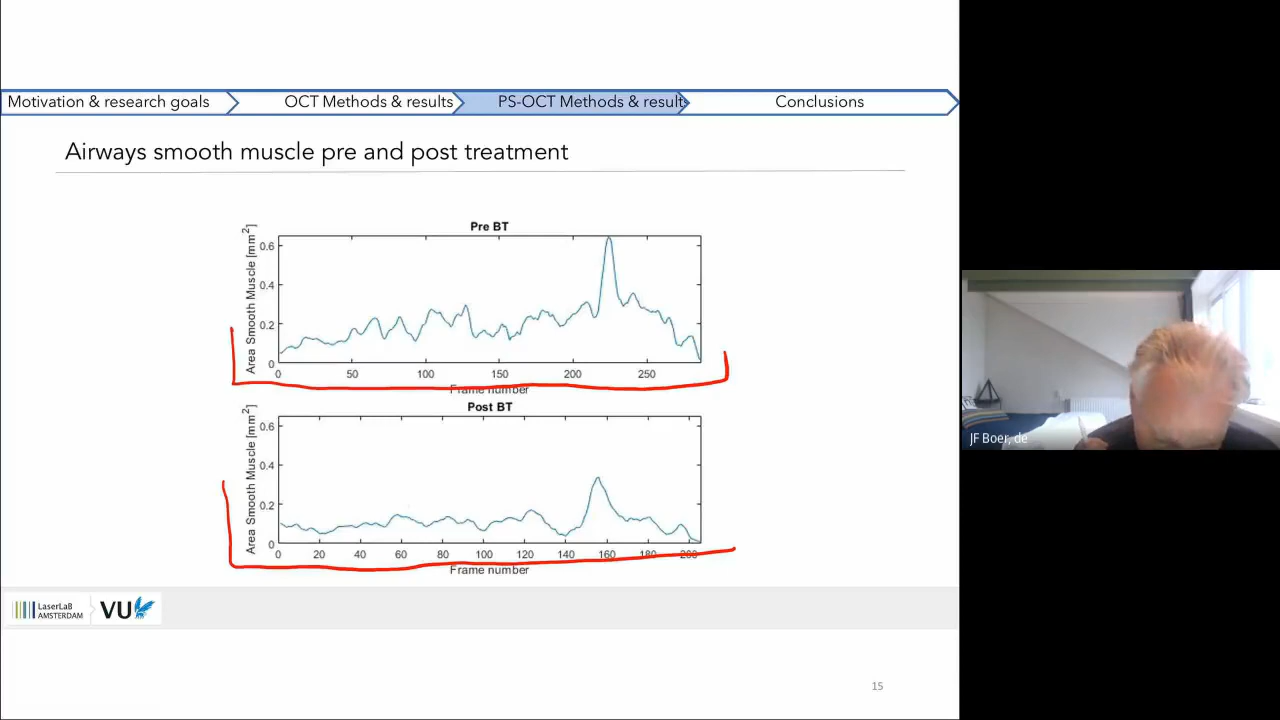 Motivation & research goals
OCT Methods & results
PS-OCT Methods & results
Conclusions
Airways smooth muscle pre and post treatment
Pre BT
Area Smooth Muscle [mm2]
0.6
0.4
0.2
0
0 50 100 150 200 250
Frame number
Post BT
Area Smooth Muscle [mm2]
0.6
0.4
0.2
0
0 20 40 60 80 100 120 140 160 180 200
Frame number
LaserLab
AMSTERDAM
VU
15
JF Boer, de